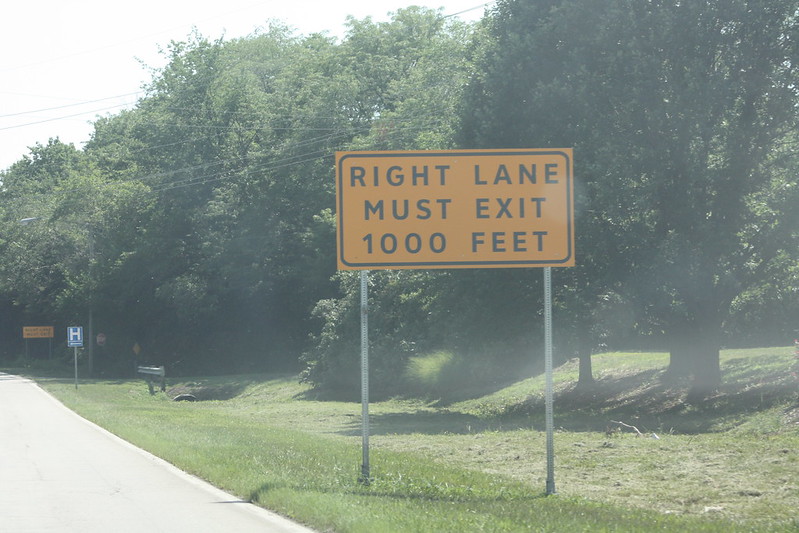 RIGHT LANE
MUST EXIT
1000 FEET
H